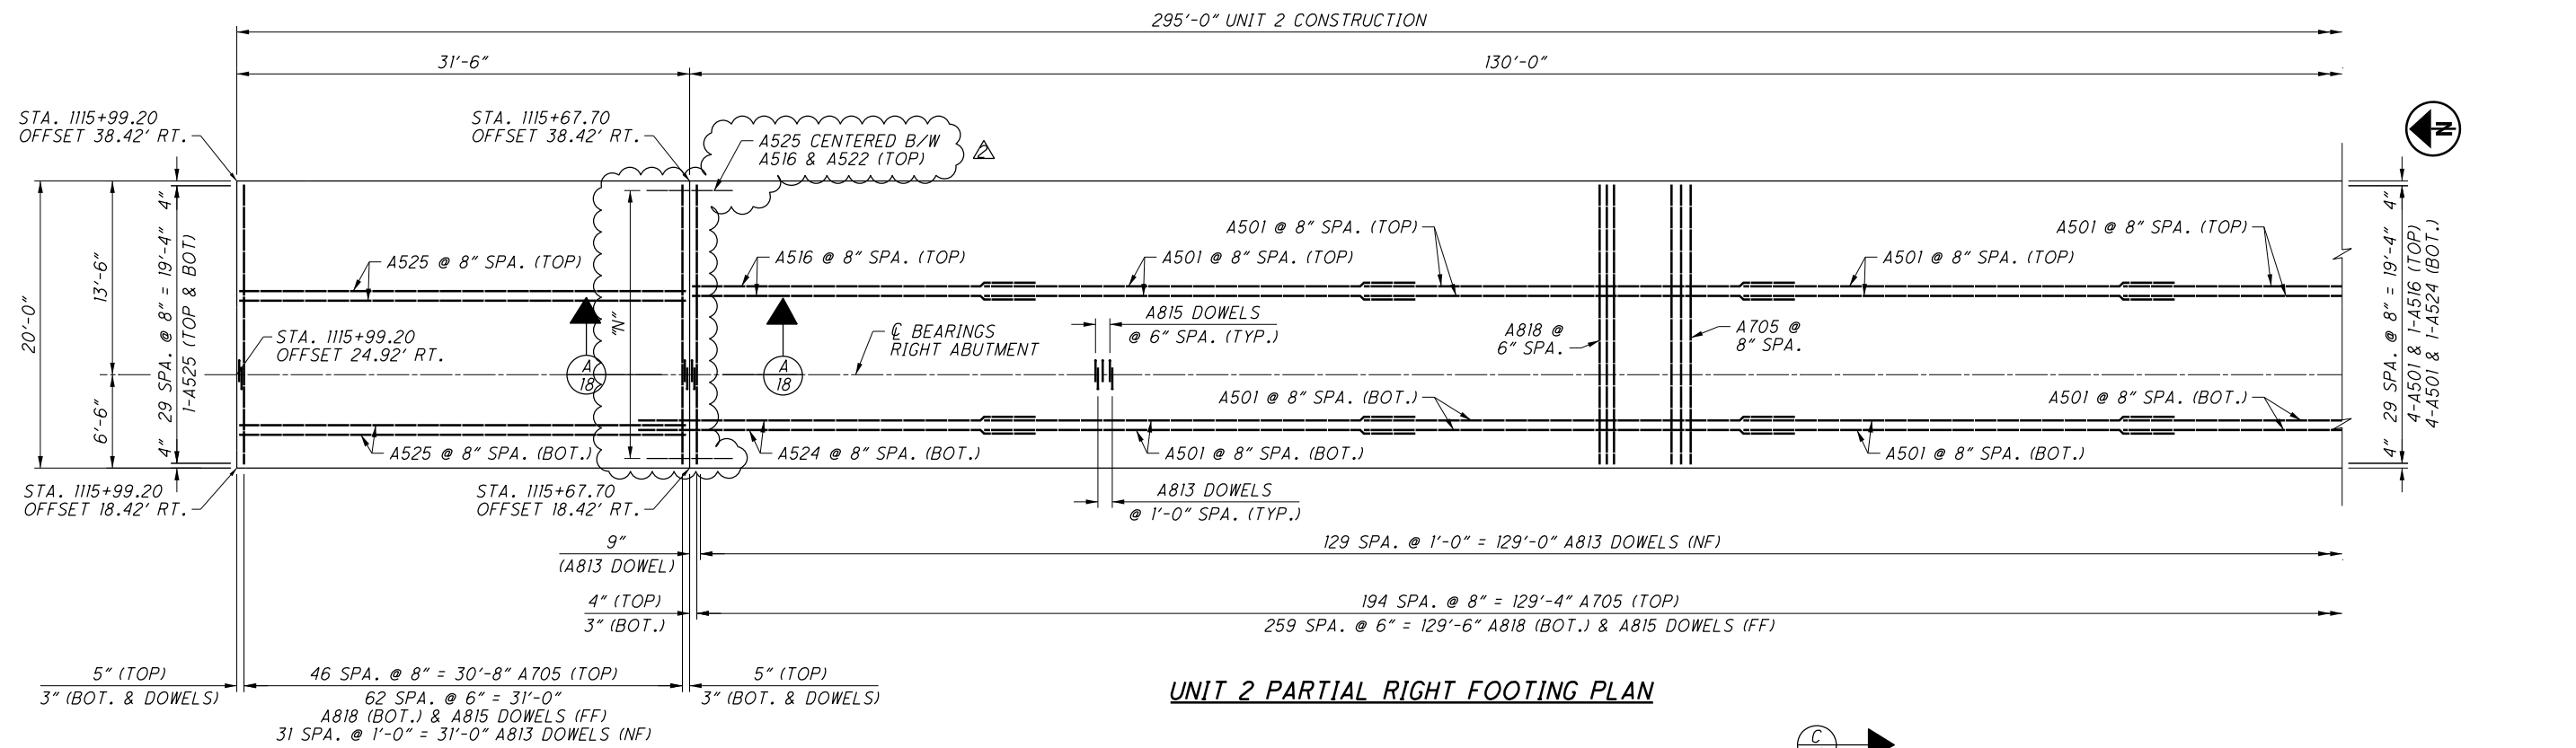 295'-0" UNIT 2 CONSTRUCTION
31'-6"
130'-0"
STA. 1115+99.20
OFFSET 38.42' RT.
STA. 1115+67.70
OFFSET 38.42' RT.
A525 CENTERED B/W
A516 & A522 (TOP)
2
N
20'-0"
13'-6"
6'-6"
4" 29 SPA. @ 8" = 19'-4" 4"
1-A525 (TOP & BOT)
A525 @ 8" SPA. (TOP)
A516 @ 8" SPA. (TOP)
A501 @ 8" SPA. (TOP)
A501 @ 8" SPA. (TOP)
A501 @ 8" SPA. (TOP)
A501 @ 8" SPA. (TOP)
STA. 1115+99.20
OFFSET 24.92' RT.
"N"
A
18
A
18
℄ BEARINGS
RIGHT ABUTMENT
A815 DOWELS
@ 6" SPA. (TYP.)
A818 @
6" SPA.
A705 @
8" SPA.
A525 @ 8" SPA. (BOT.)
A524 @ 8" SPA. (BOT.)
A501 @ 8" SPA. (BOT.)
A501 @ 8" SPA. (BOT.)
A501 @ 8" SPA. (BOT.)
A501 @ 8" SPA. (BOT.)
4" 29 SPA. @ 8" = 19'-4" 4"
4-A501 & 1-A516 (TOP)
4-A501 & 1-A524 (BOT.)
STA. 1115+99.20
OFFSET 18.42' RT.
STA. 1115+67.70
OFFSET 18.42' RT.
A813 DOWELS
@ 1'-0" SPA. (TYP.)
9"
(A813 DOWEL)
129 SPA. @ 1'-0" = 129'-0" A813 DOWELS (NF)
4" (TOP)
3" (BOT.)
194 SPA. @ 8" = 129'-4" A705 (TOP)
259 SPA. @ 6" = 129'-6" A818 (BOT.) & A815 DOWELS (FF)
5" (TOP)
3" (BOT. & DOWELS)
46 SPA. @ 8" = 30'-8" A705 (TOP)
62 SPA. @ 6" = 31'-0"
A818 (BOT.) & A815 DOWELS (FF)
31 SPA. @ 1'-0" = 31'-0" A813 DOWELS (NF)
5" (TOP)
3" (BOT. & DOWELS)
UNIT 2 PARTIAL RIGHT FOOTING PLAN
C